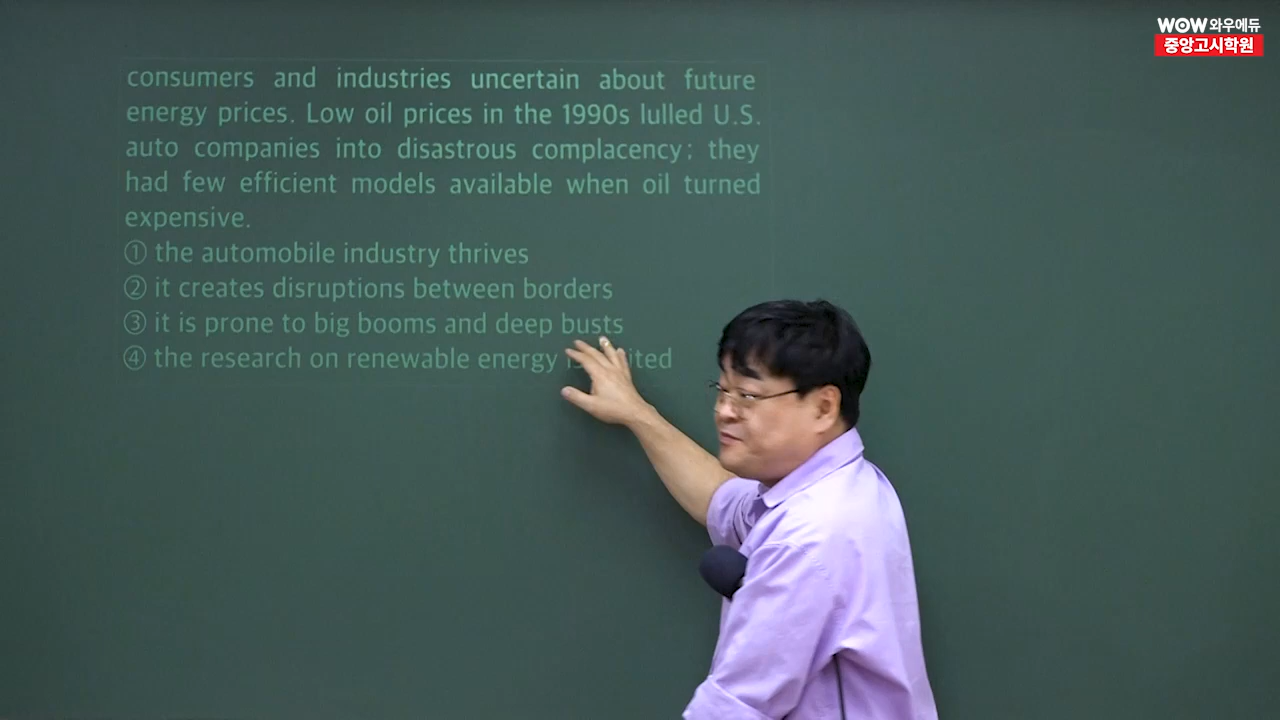 WOW 와우에듀
중앙고시학원
consumers and industries uncertain about future
energy prices. Low oil prices in the 1990s lulled U.S.
auto companies into disastrous complacency; they
had few efficient models available when oil turned
expensive.
① the automobile industry thrives
② it creates disruptions between borders
③ it is prone to big booms and deep busts
④ the research on renewable energy